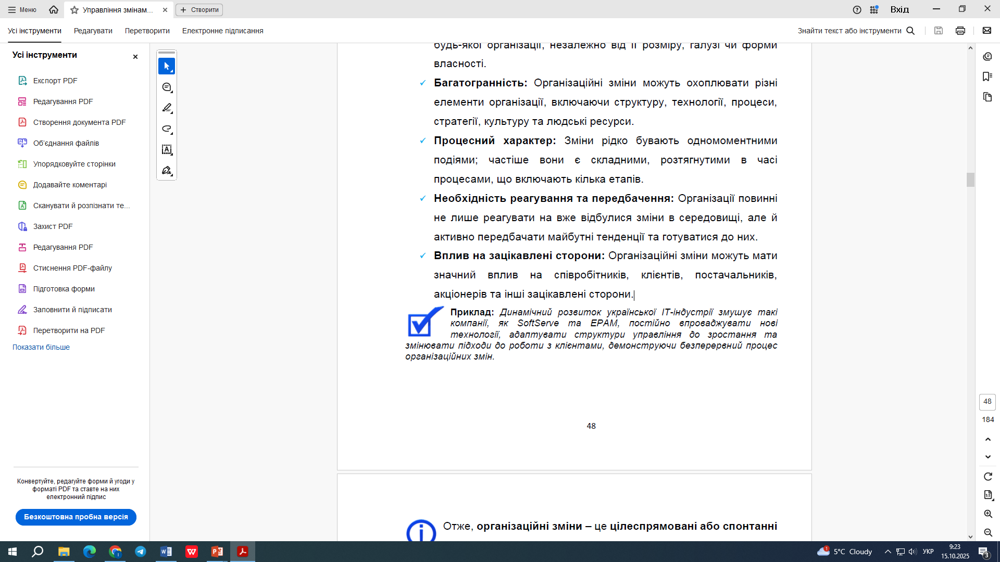 Меню
Управління змінам...
Створити
Вхід
Усі інструменти
Редагувати
Перетворити
Електронне підписання
Знайти текст або інструменти
Усі інструменти
Експорт PDF
Редагування PDF
Створення документа PDF
Об’єднання файлів
Упорядковуйте сторінки
Додавайте коментарі
Сканувати й розпізнати те...
Захист PDF
Редагування PDF
Стиснення PDF-файлу
Підготовка форми
Заповнити й підписати
Перетворити на PDF
Показати більше
Конвертуйте, редагуйте форми й угоди у
форматі PDF та ставте на них
електронний підпис
Безкоштовна пробна версія
будь-якої організації, незалежно від її розміру, галузі чи форми
власності.
✓ Багатогранність: Організаційні зміни можуть охоплювати різні
елементи організації, включаючи структуру, технології, процеси,
стратегії, культуру та людські ресурси.
✓ Процесний характер: Зміни рідко бувають одномоментними
подіями; частіше вони є складними, розтягнутими в часі
процесами, що включають кілька етапів.
✓ Необхідність реагування та передбачення: Організації повинні
не лише реагувати на вже відбулися зміни в середовищі, але й
активно передбачати майбутні тенденції та готуватися до них.
✓ Вплив на зацікавлені сторони: Організаційні зміни можуть мати
значний вплив на співробітників, клієнтів, постачальників,
акціонерів та інші зацікавлені сторони.
Приклад: Динамічний розвиток української ІТ-індустрії змушує такі
компанії, як SoftServe та EPAM, постійно впроваджувати нові
технології, адаптувати структури управління до зростання та
змінювати підходи до роботи з клієнтами, демонструючи безперервний процес
організаційних змін.
48
Отже, організаційні зміни – це цілеспрямовані або спонтанні
48
184
1:1
5°C Cloudy
1
УКР
9:23
15.10.2025
3